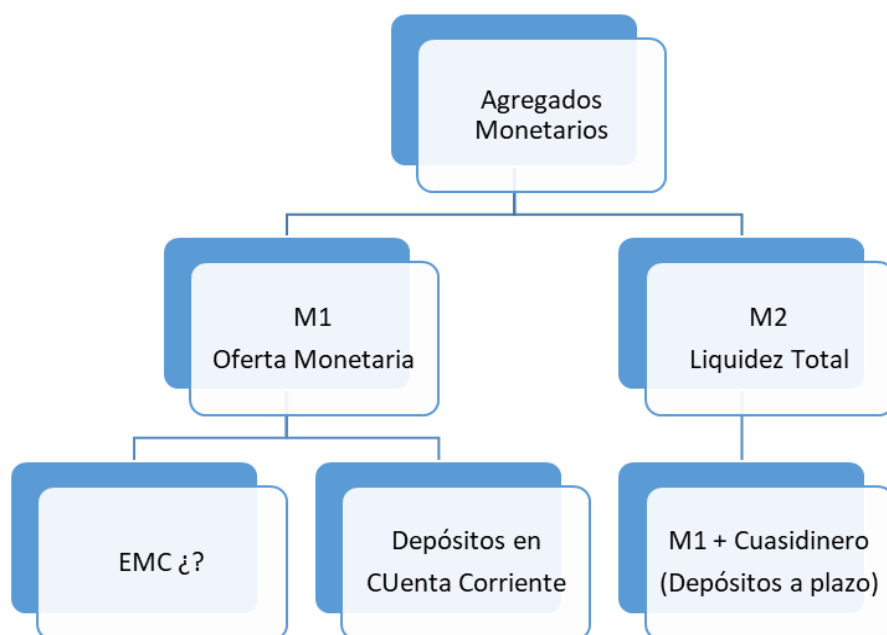 Agregados
Monetarios
M1
Oferta Monetaria
M2
Liquidez Total
EMC ¿?
Depósitos en
CUenta Corriente
M1 + Cuasidinero
(Depósitos a plazo)